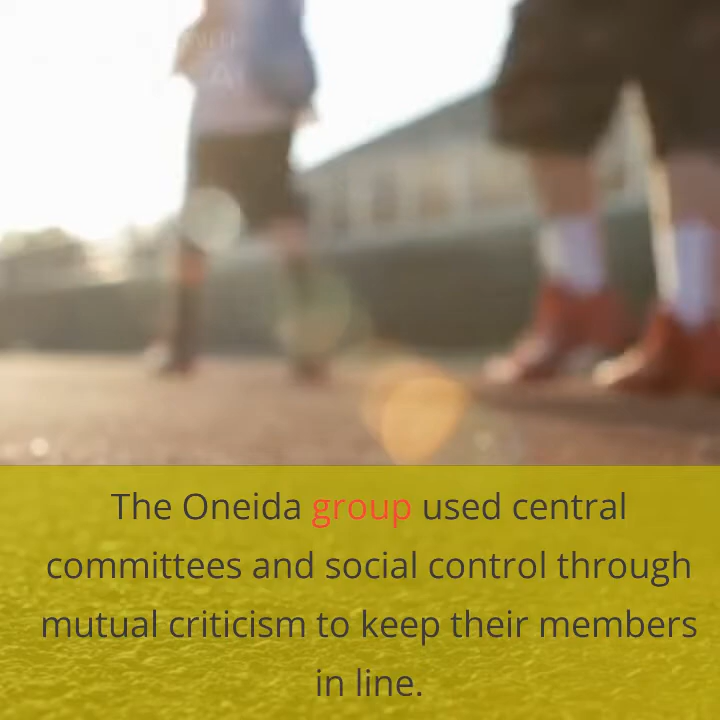 The Oneida group used central
committees and social control through
mutual criticism to keep their members
in line.